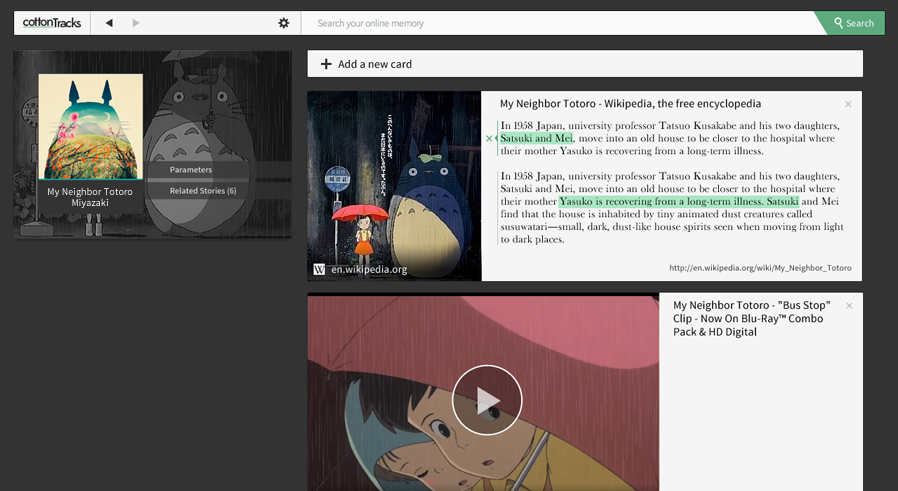 cottonTracks
Search your online memory
Search
My Neighbor Totoro
Miyazaki
Parameters
Related Stories (6)
Add a new card
W en.wikipedia.org
My Neighbor Totoro - Wikipedia, the free encyclopedia
In 1958 Japan, university professor Tatsuo Kusakabe and his two daughters,
Satsuki and Mei, move into an old house to be closer to the hospital where
their mother Yasuko is recovering from a long-term illness.
In 1958 Japan, university professor Tatsuo Kusakabe and his two daughters,
Satsuki and Mei, move into an old house to be closer to the hospital where
their mother Yasuko is recovering from a long-term illness. Satsuki and Mei
find that the house is inhabited by tiny animated dust creatures called
susuwatari—small, dark, dust-like house spirits seen when moving from light
to dark places.
http://en.wikipedia.org/wiki/My_Neighbor_Totoro
My Neighbor Totoro - "Bus Stop"
Clip - Now On Blu-Ray™ Combo
Pack & HD Digital